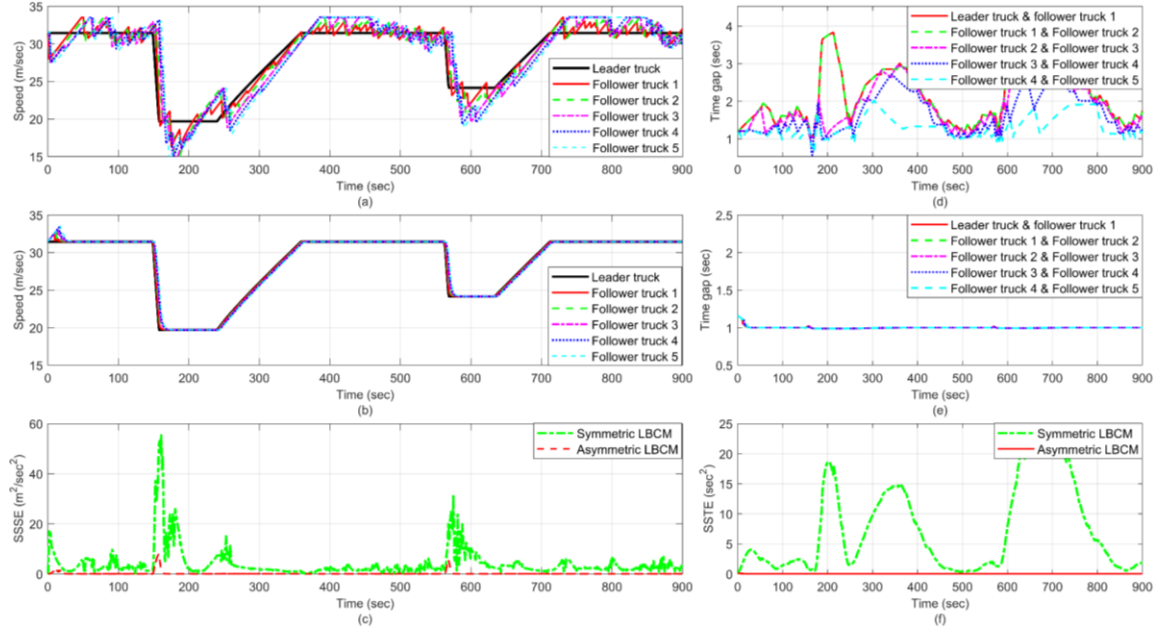 35
30
25
20
15
Speed (m/sec)
Leader truck
Follower truck 1
Follower truck 2
Follower truck 3
Follower truck 4
Follower truck 5
0 100 200 300 400 500 600 700 800 900
Time (sec)
(a)
4
3
2
1
Time gap (sec)
Leader truck & follower truck 1
Follower truck 1 & Follower truck 2
Follower truck 2 & Follower truck 3
Follower truck 3 & Follower truck 4
Follower truck 4 & Follower truck 5
0 100 200 300 400 500 600 700 800 900
Time (sec)
(d)
35
30
25
20
15
Speed (m/sec)
Leader truck
Follower truck 1
Follower truck 2
Follower truck 3
Follower truck 4
Follower truck 5
0 100 200 300 400 500 600 700 800 900
Time (sec)
(b)
2.5
2
1.5
1
0.5
Time gap (sec)
Leader truck & follower truck 1
Follower truck 1 & Follower truck 2
Follower truck 2 & Follower truck 3
Follower truck 3 & Follower truck 4
Follower truck 4 & Follower truck 5
0 100 200 300 400 500 600 700 800 900
Time (sec)
(e)
60
40
20
0
SSSE (m²/sec²)
Symmetric LBCM
Asymmetric LBCM
0 100 200 300 400 500 600 700 800 900
Time (sec)
(c)
25
20
15
10
5
0
SSTE (sec²)
Symmetric LBCM
Asymmetric LBCM
0 100 200 300 400 500 600 700 800 900
Time (sec)
(f)